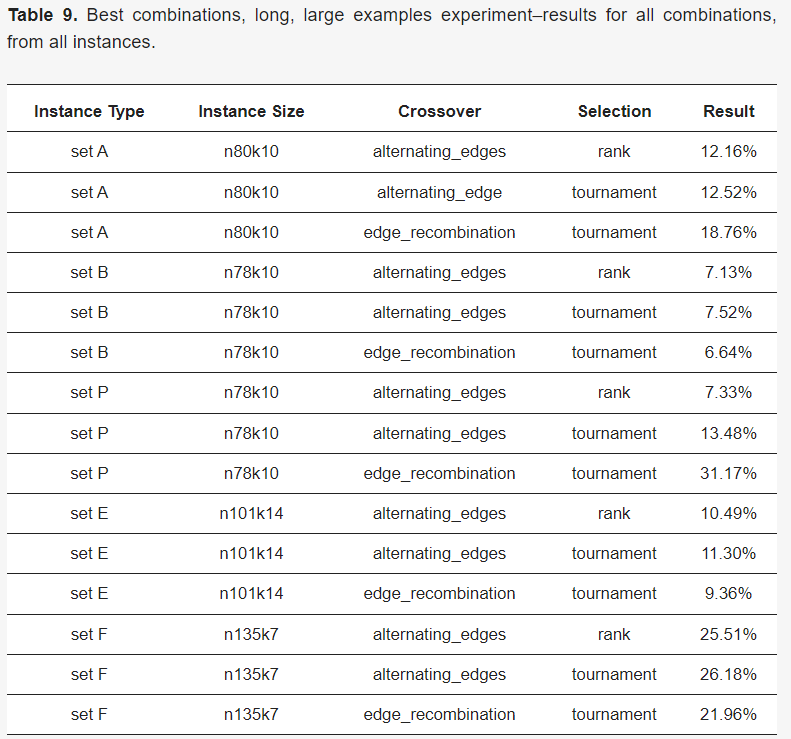 Table 9. Best combinations, long, large examples experiment–results for all combinations,
from all instances.
Instance Type Instance Size Crossover Selection Result
set A n80k10 alternating_edges rank 12.16%
set A n80k10 alternating_edge tournament 12.52%
set A n80k10 edge_recombination tournament 18.76%
set B n78k10 alternating_edges rank 7.13%
set B n78k10 alternating_edges tournament 7.52%
set B n78k10 edge_recombination tournament 6.64%
set P n78k10 alternating_edges rank 7.33%
set P n78k10 alternating_edges tournament 13.48%
set P n78k10 edge_recombination tournament 31.17%
set E n101k14 alternating_edges rank 10.49%
set E n101k14 alternating_edges tournament 11.30%
set E n101k14 edge_recombination tournament 9.36%
set F n135k7 alternating_edges rank 25.51%
set F n135k7 alternating_edges tournament 26.18%
set F n135k7 edge_recombination tournament 21.96%